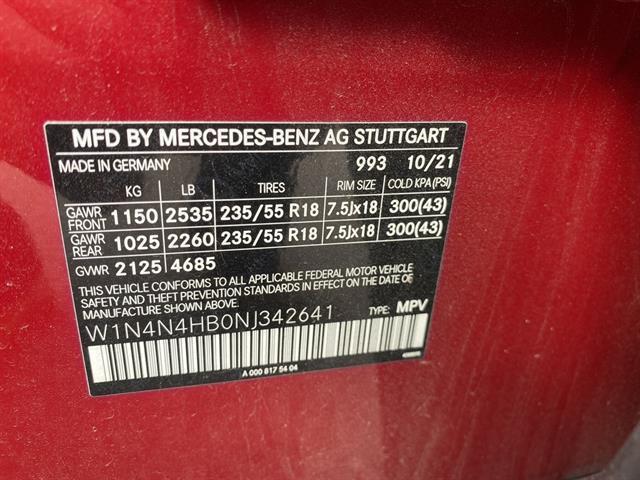 MFD BY MERCEDES-BENZ AG STUTTGART
MADE IN GERMANY 993 10/21
KG LB TIRES RIM SIZE COLD KPA (PSI)
GAWR FRONT 1150 2535 235/55 R18 7.5Jx18 300(43)
GAWR REAR 1025 2260 235/55 R18 7.5Jx18 300(43)
GVWR 2125 4685
THIS VEHICLE CONFORMS TO ALL APPLICABLE FEDERAL MOTOR VEHICLE
SAFETY AND THEFT PREVENTION STANDARDS IN EFFECT ON THE DATE OF
MANUFACTURE SHOWN ABOVE.
W1N4N4HB0NJ342641 TYPE: MPV
A 000 817 54 04